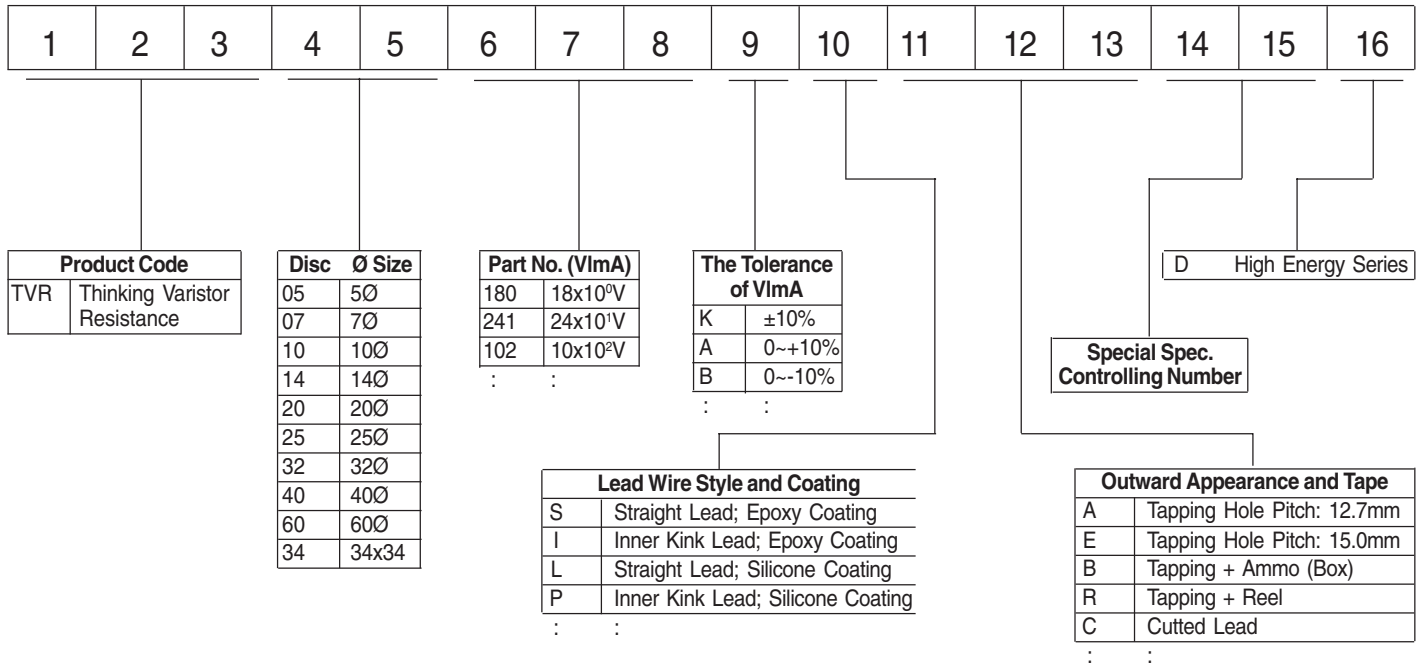 1 2 3 4 5 6 7 8 9 10 11 12 13 14 15 16
Product Code
TVR Thinking Varistor
Resistance
Disc Ø Size
05 5Ø
07 7Ø
10 10Ø
14 14Ø
20 20Ø
25 25Ø
32 32Ø
40 40Ø
60 60Ø
34 34x34
Part No. (VImA)
180 18x10⁰V
241 24x10¹V
102 10x10²V
: :
The Tolerance
of VImA
K ±10%
A 0~+10%
B 0~-10%
: :
D High Energy Series
Special Spec.
Controlling Number
Lead Wire Style and Coating
S Straight Lead; Epoxy Coating
I Inner Kink Lead; Epoxy Coating
L Straight Lead; Silicone Coating
P Inner Kink Lead; Silicone Coating
: :
Outward Appearance and Tape
A Tapping Hole Pitch: 12.7mm
E Tapping Hole Pitch: 15.0mm
B Tapping + Ammo (Box)
R Tapping + Reel
C Cutted Lead
: :